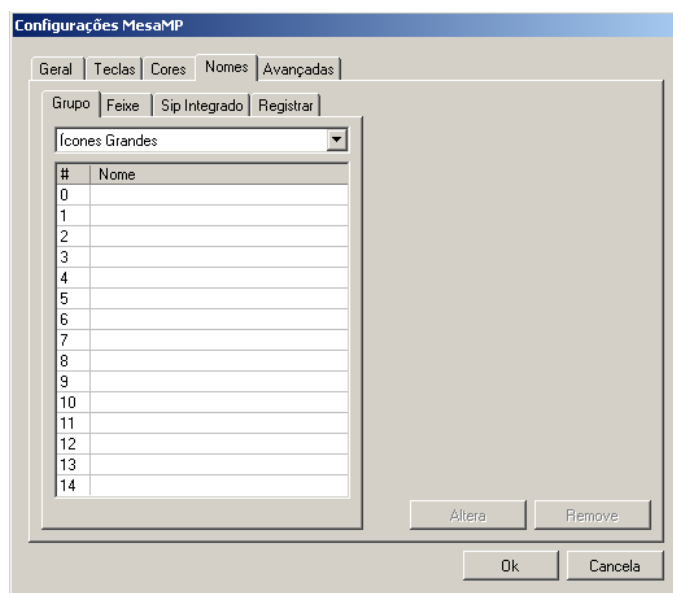 Configurações MesaMP
Geral Teclas Cores Nomes Avançadas
Grupo Feixe Sip Integrado Registrar
Ícones Grandes
# Nome
0
1
2
3
4
5
6
7
8
9
10
11
12
13
14
Altera Remove
Ok Cancela